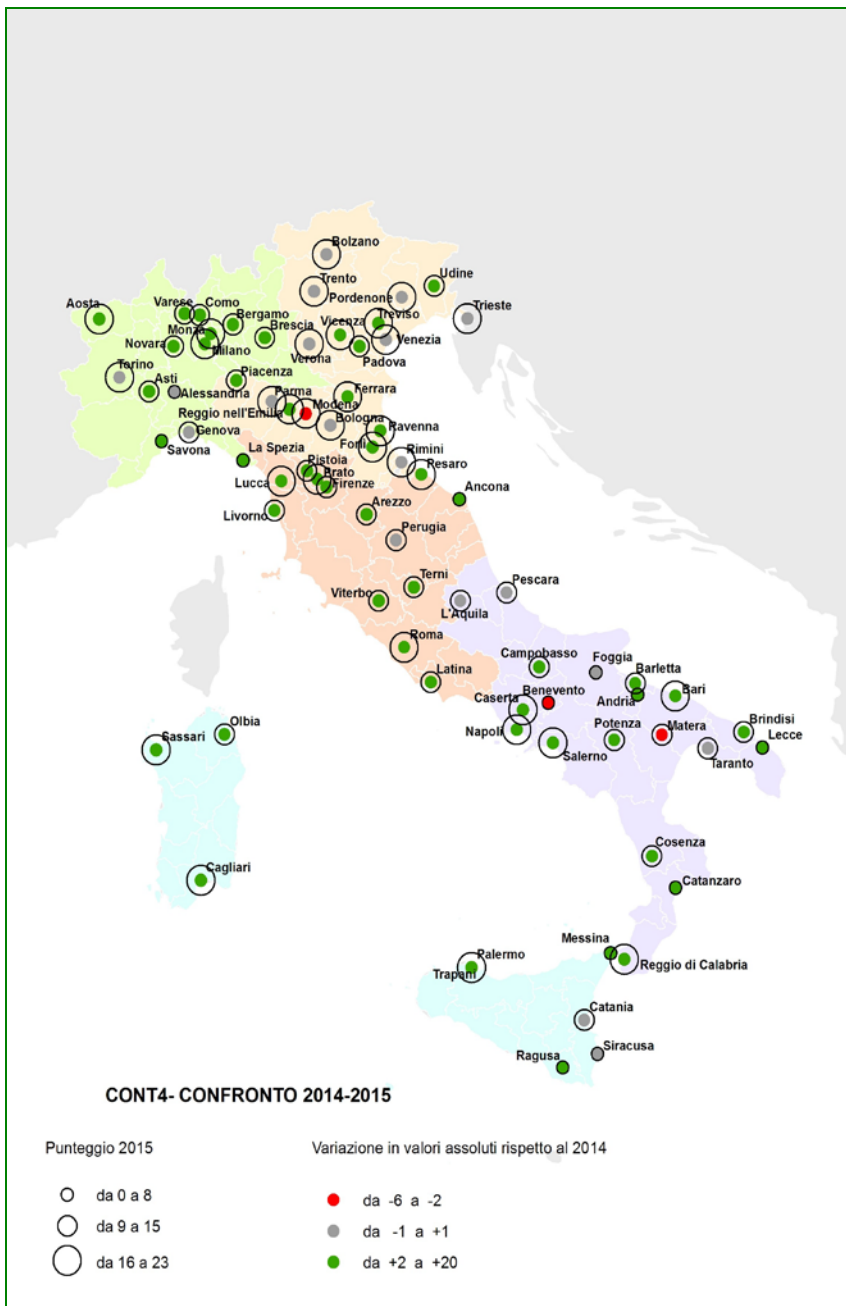 Bolzano
Trento
Udine
Pordenone
Aosta
Varese
Como
Treviso
Trieste
Bergamo
Vicenza
Monza
Brescia
Venezia
Novara
Milano
Verona
Padova
Torino
Asti
Piacenza
Alessandria
Parma
Ferrara
Modena
Reggio nell'Emilia
Bologna
Ravenna
Genova
Forlì
Savona
La Spezia
Rimini
Pistoia
Pesaro
Lucca
Prato
Firenze
Ancona
Livorno
Arezzo
Perugia
Terni
Pescara
Viterbo
L'Aquila
Roma
Campobasso
Foggia
Latina
Barletta
Benevento
Bari
Caserta
Andria
Napoli
Potenza
Matera
Brindisi
Lecce
Olbia
Sassari
Salerno
Taranto
Cosenza
Cagliari
Catanzaro
Messina
Palermo
Reggio di Calabria
Trapani
Catania
Siracusa
Ragusa
CONT4- CONFRONTO 2014-2015
Punteggio 2015
Variazione in valori assoluti rispetto al 2014
da 0 a 8
da -6 a -2
da 9 a 15
da -1 a +1
da 16 a 23
da +2 a +20